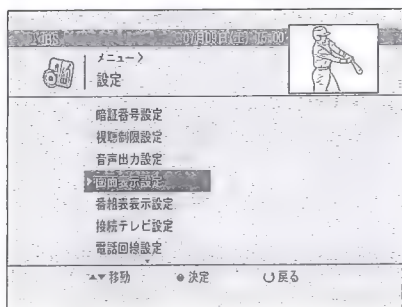 メニュー〉
設定
暗証番号設定
視聴制限設定
音声出力設定
画面表示設定
番組表表示設定
接続テレビ設定
電話回線設定
▲▼移動 ●決定 戻る